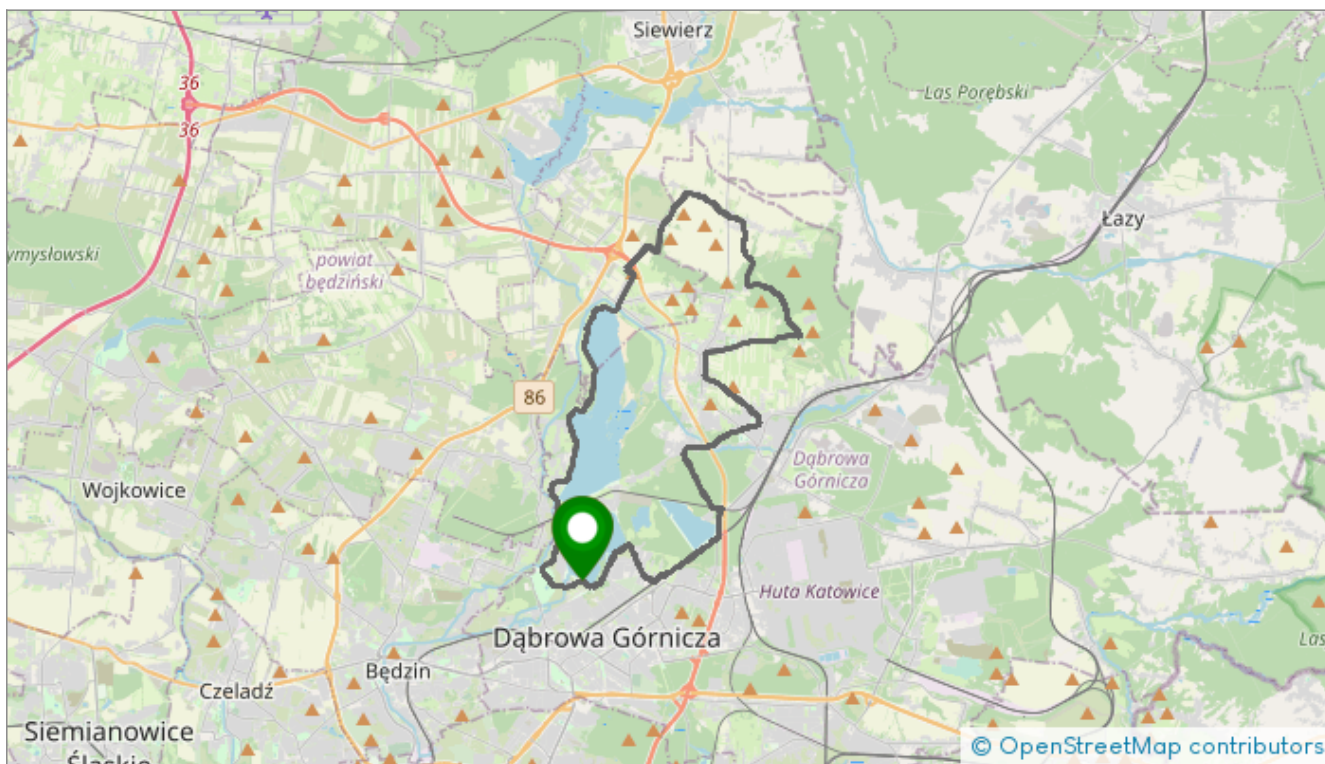 Siewierz
36
36
Las Porębski
Łazy
ymysłowski
powiat
będziński
86
Dąbrowa
Górnicza
Wojkowice
Huta Katowice
Dąbrowa Górnicza
Będzin
Czeladź
Las
Siemianowice
Śląskie
© OpenStreetMap contributors